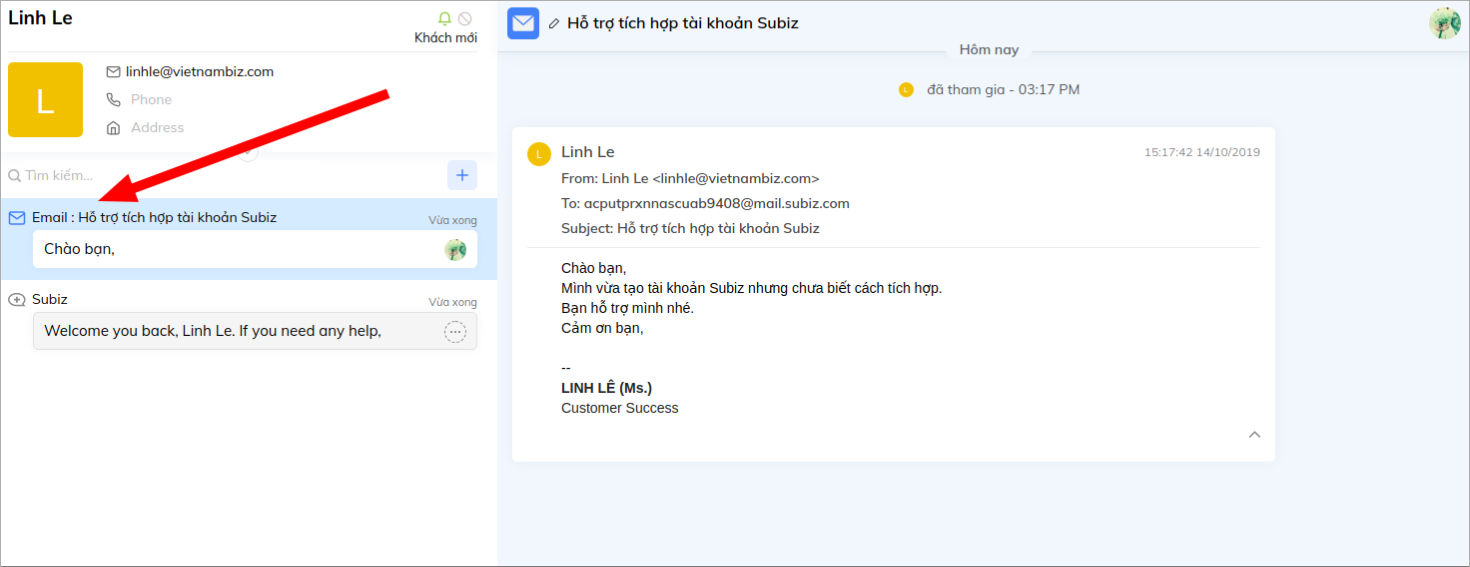 Linh Le
Khách mới
L
linhle@vietnambiz.com
Phone
Address
Tìm kiếm...
+
Email : Hỗ trợ tích hợp tài khoản Subiz
Vừa xong
Chào bạn,
Subiz
Vừa xong
Welcome you back, Linh Le. If you need any help,
Hỗ trợ tích hợp tài khoản Subiz
Hôm nay
L đã tham gia - 03:17 PM
L
Linh Le
15:17:42 14/10/2019
From: Linh Le <linhle@vietnambiz.com>
To: acputprxnnascuab9408@mail.subiz.com
Subject: Hỗ trợ tích hợp tài khoản Subiz
Chào bạn,
Mình vừa tạo tài khoản Subiz nhưng chưa biết cách tích hợp.
Bạn hỗ trợ mình nhé.
Cảm ơn bạn,
--
LINH LÊ (Ms.)
Customer Success